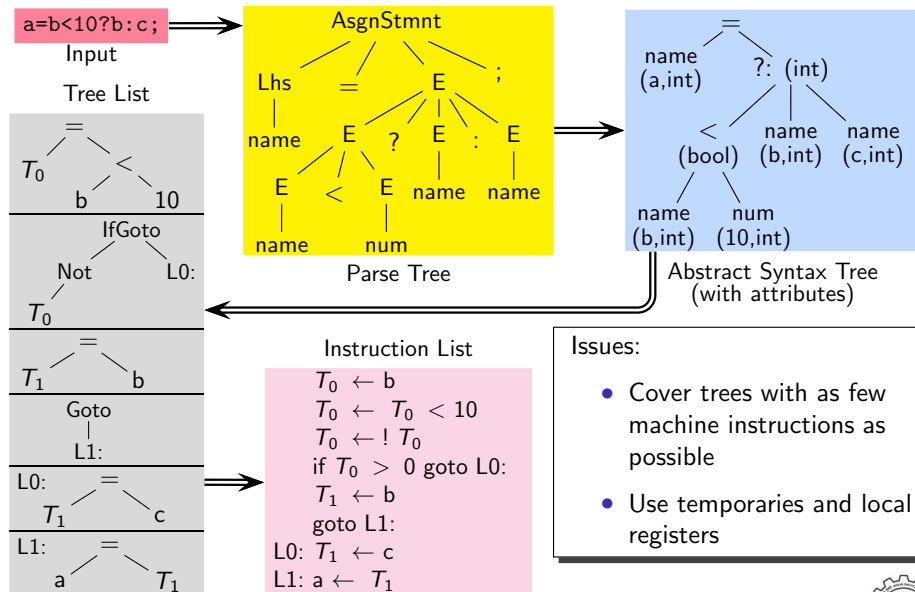 a=b<10?b:c;
Input
AsgnStmnt
Lhs = E ;
name E ? E : E
E < E name name
name num
Parse Tree
=
name ?: (int)
(a,int)
< name name
(bool) (b,int) (c,int)
name num
(b,int) (10,int)
Abstract Syntax Tree
(with attributes)
Tree List
=
T₀ <
b 10
IfGoto
Not L0:
T₀
=
T₁ b
Goto
L1:
L0: =
T₁ c
L1: =
a T₁
Instruction List
T₀ ← b
T₀ ← T₀ < 10
T₀ ← ! T₀
if T₀ > 0 goto L0:
T₁ ← b
goto L1:
L0: T₁ ← c
L1: a ← T₁
Issues:
• Cover trees with as few
machine instructions as
possible
• Use temporaries and local
registers